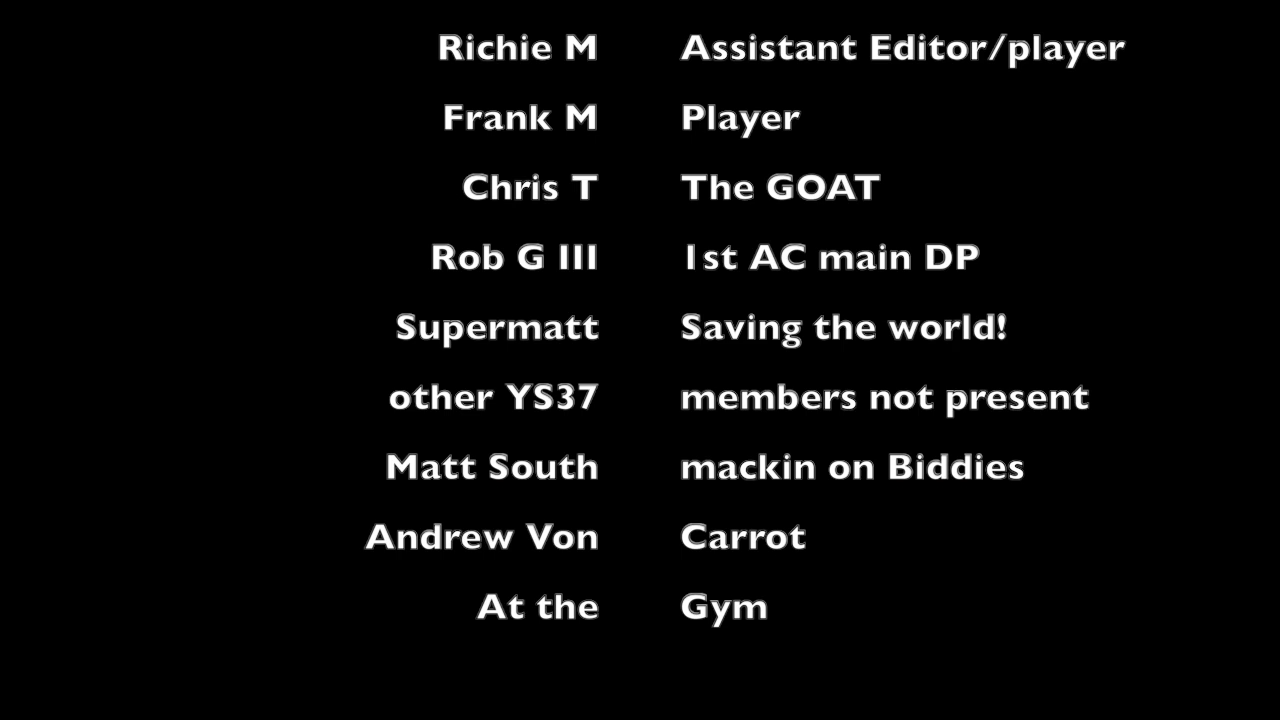 Richie M Assistant Editor/player
Frank M Player
Chris T The GOAT
Rob G III 1st AC main DP
Supermatt Saving the world!
other YS37 members not present
Matt South mackin on Biddies
Andrew Von Carrot
At the Gym